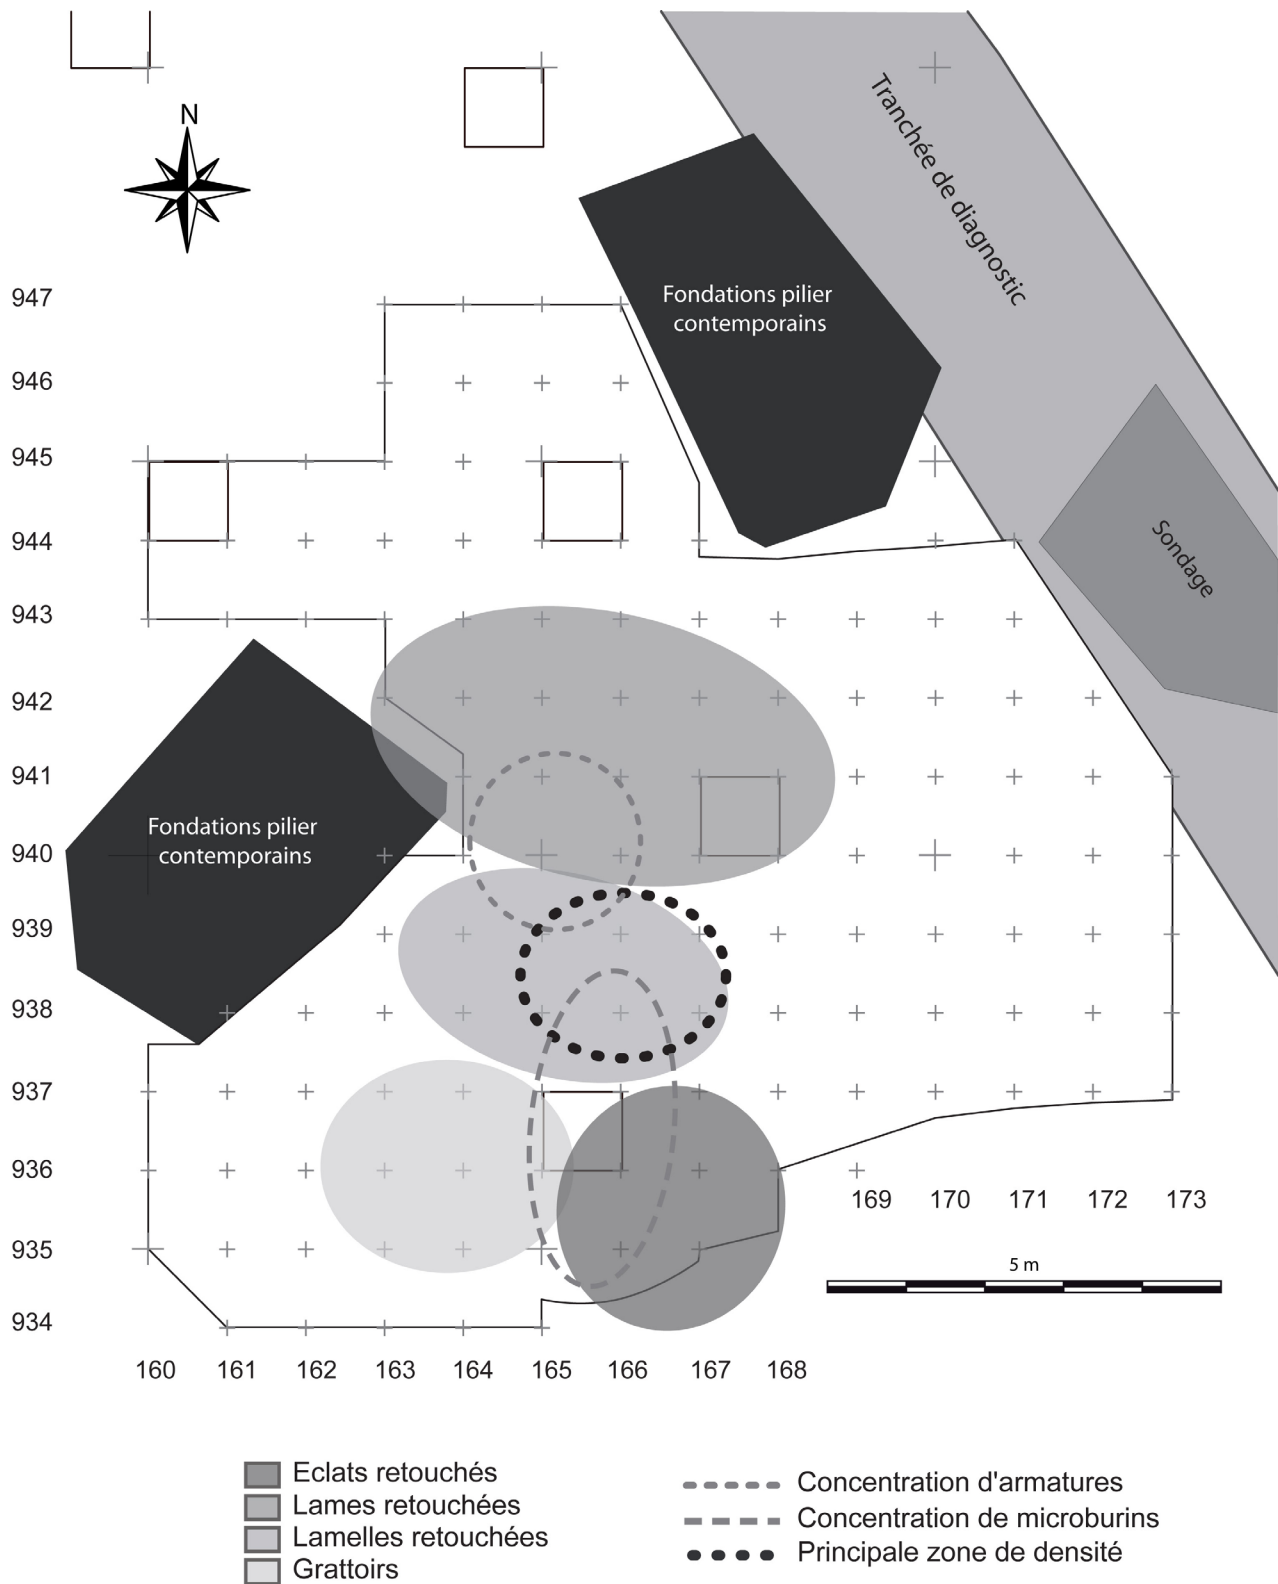 N
Tranchée de diagnostic
Fondations pilier
contemporains
947
946
945
944
Sondage
943
942
941
Fondations pilier
contemporains
940
939
938
937
936
169 170 171 172 173
935
5 m
934
160 161 162 163 164 165 166 167 168
Eclats retouchés
Lames retouchées
Lamelles retouchées
Grattoirs
Concentration d'armatures
Concentration de microburins
Principale zone de densité